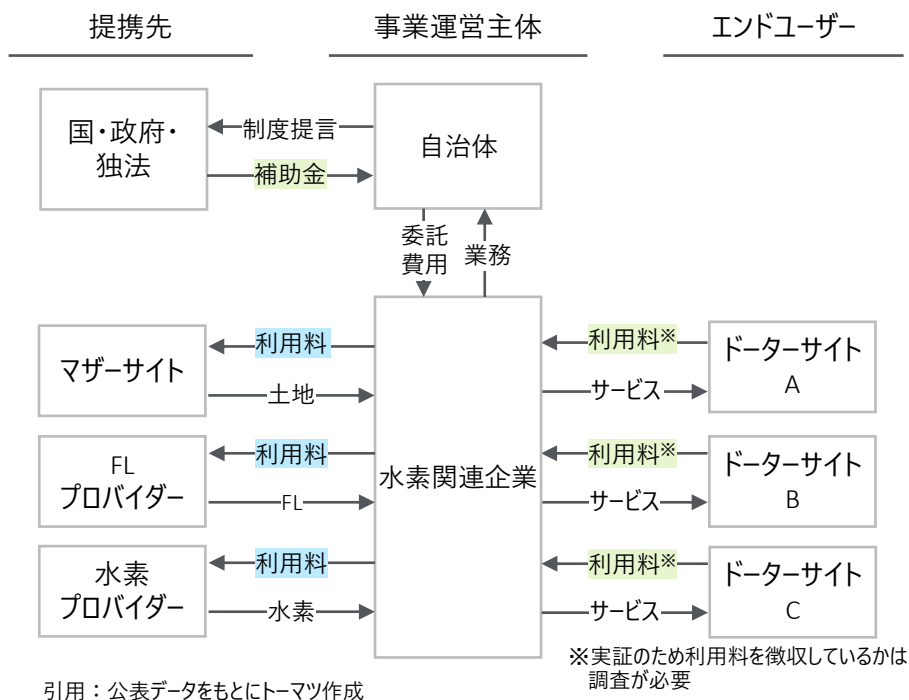 提携先
事業運営主体
エンドユーザー
国・政府・
独法
制度提言
補助金
自治体
委託
費用
業務
マザーサイト
利用料
土地
FL
プロバイダー
利用料
FL
水素
プロバイダー
利用料
水素
水素関連企業
利用料※
サービス
ドーターサイト
A
利用料※
サービス
ドーターサイト
B
利用料※
サービス
ドーターサイト
C
※実証のため利用料を徴収しているかは
調査が必要
引用：公表データをもとにトーマツ作成